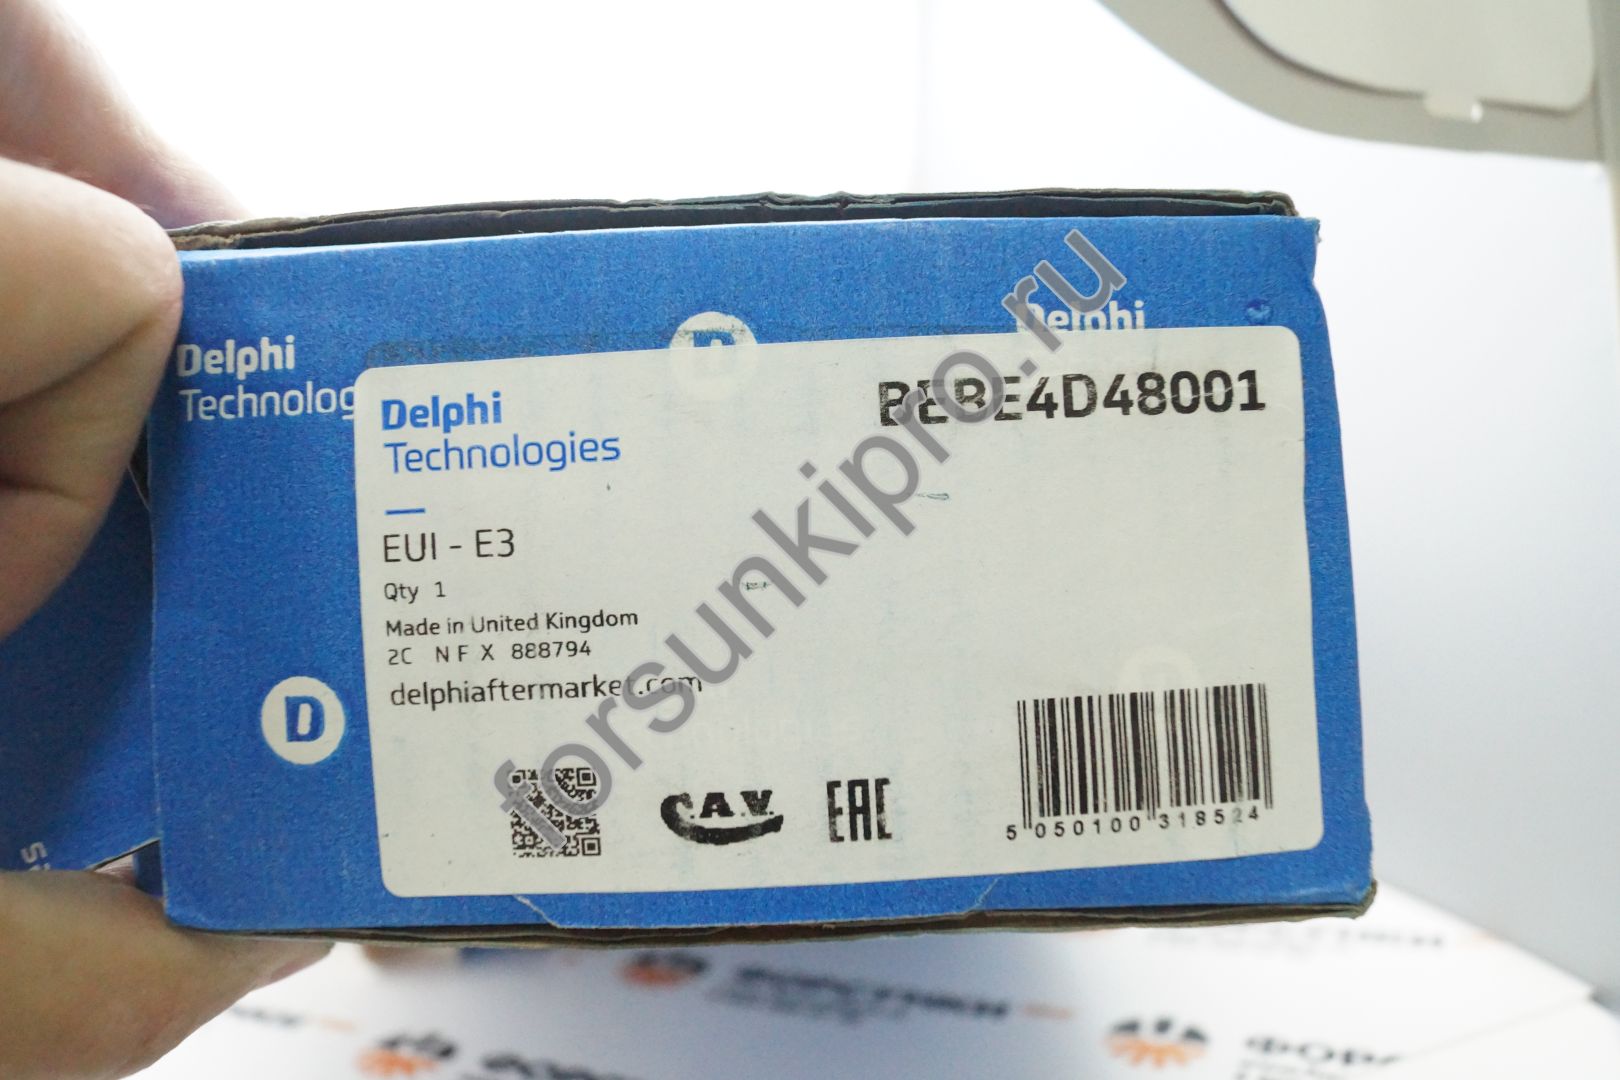 Delphi
Technolog
D
Delphi
Delphi
Technologies
BEBE4D48001
EUI - E3
Qty 1
Made in United Kingdom
2C N F X 888794
delphiaftermarket.com
D
C.A.V.
EAC
5 050100 318524
forsunkipro.ru